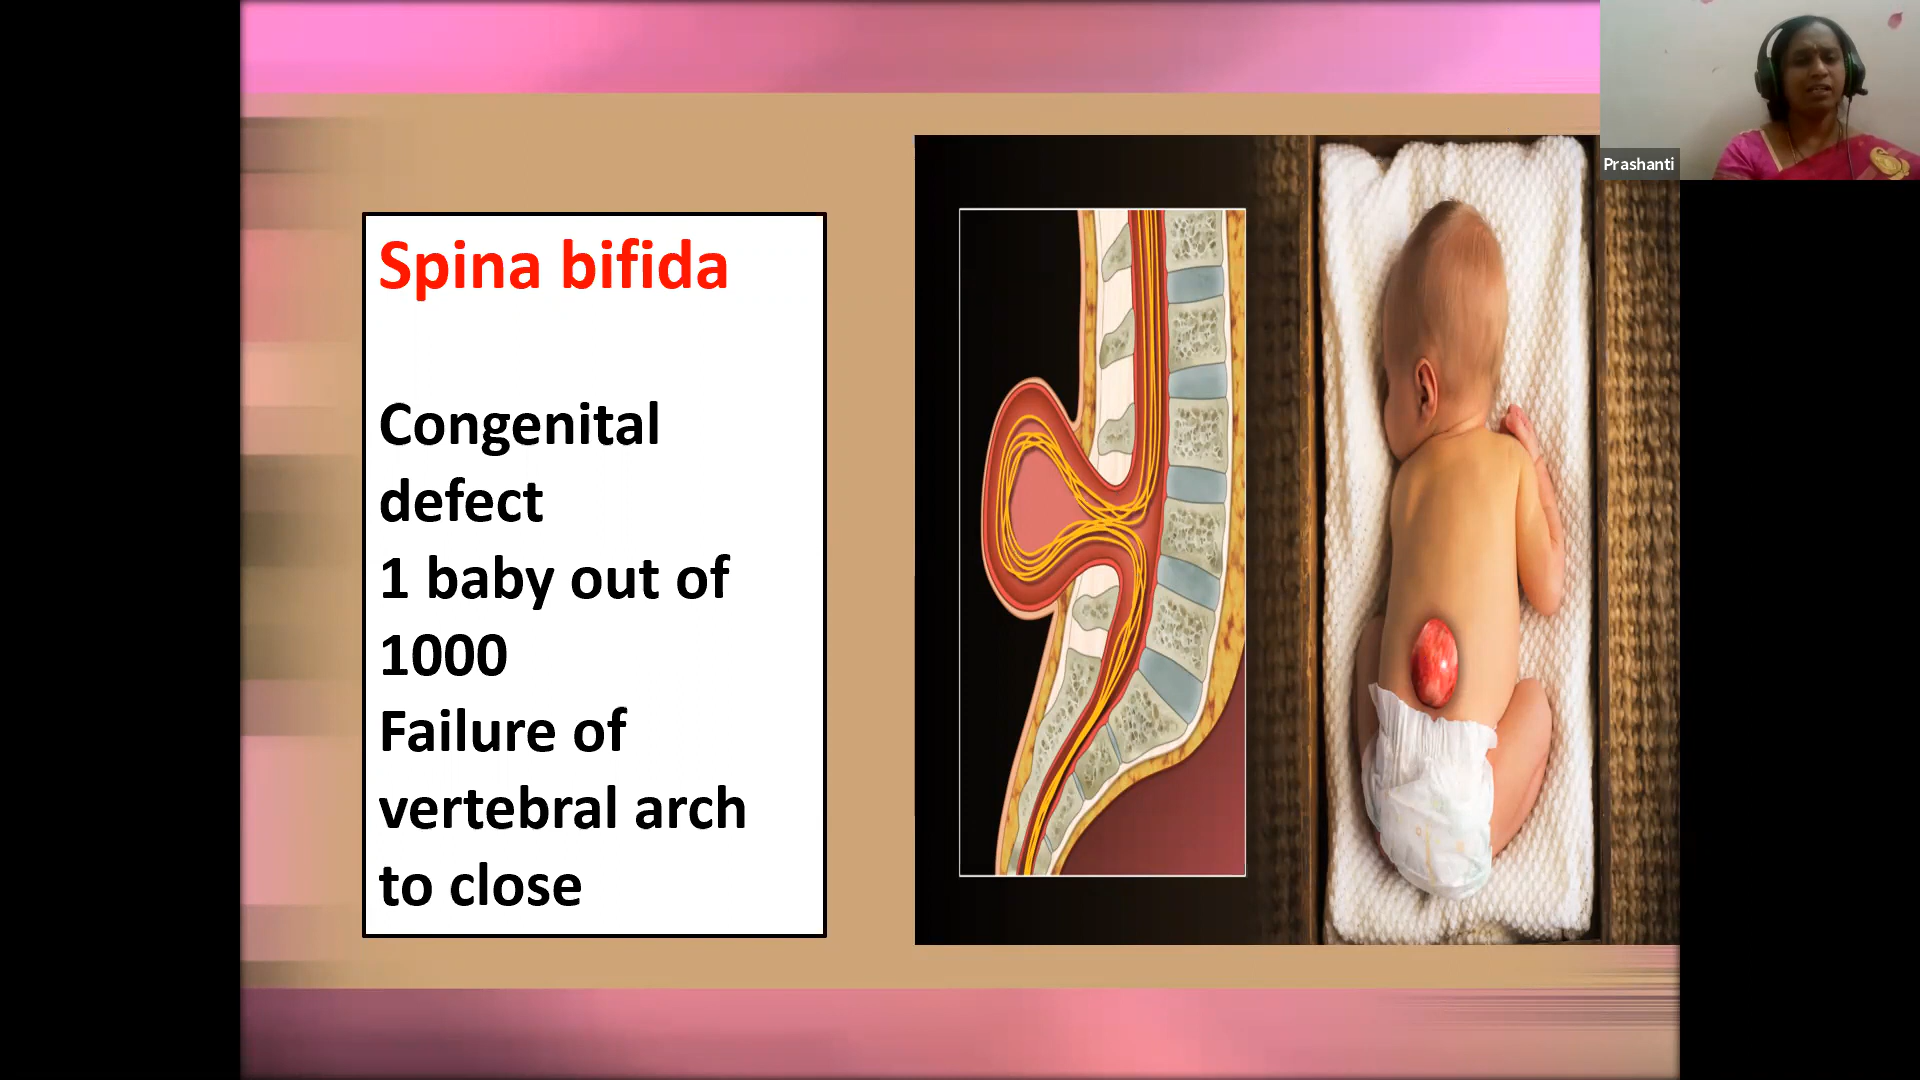 Spina bifida
Congenital
defect
1 baby out of
1000
Failure of
vertebral arch
to close
Prashanti